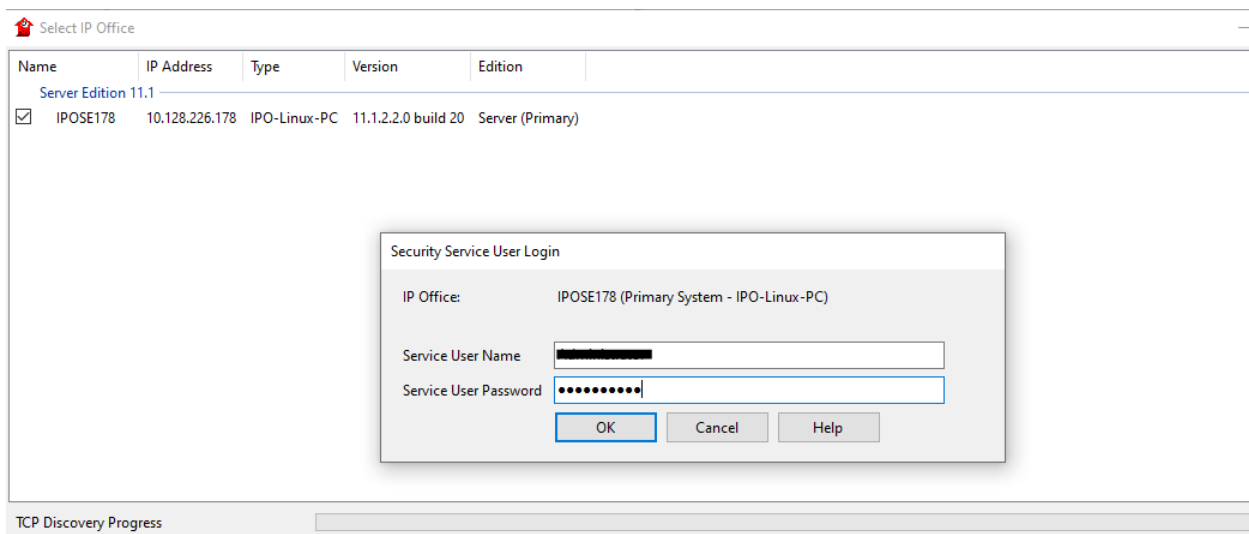 Select IP Office
Name IP Address Type Version Edition
Server Edition 11.1
IPOSE178 10.128.226.178 IPO-Linux-PC 11.1.2.2.0 build 20 Server (Primary)
Security Service User Login
IP Office: IPOSE178 (Primary System - IPO-Linux-PC)
Service User Name
Service User Password ●●●●●●●●●●
OK Cancel Help
TCP Discovery Progress